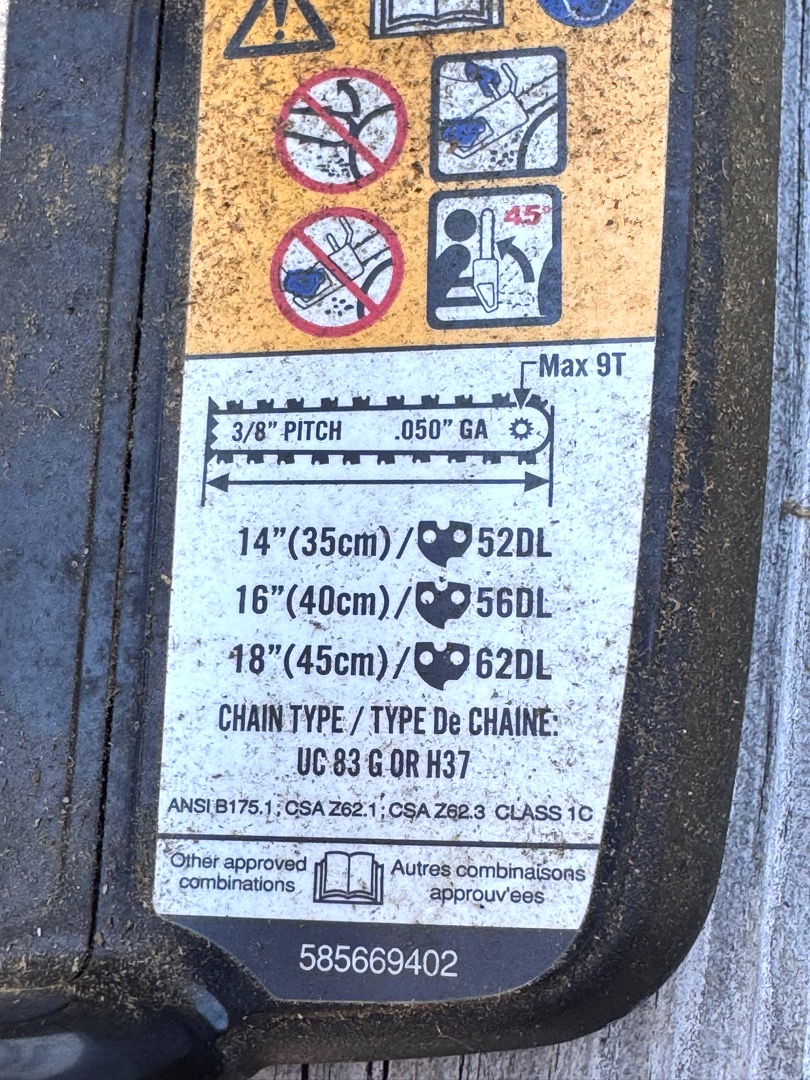 45°
Max 9T
3/8” PITCH .050” GA
14”(35cm)/52DL
16”(40cm)/56DL
18”(45cm)/62DL
CHAIN TYPE / TYPE De CHAINE:
UC 83 G OR H37
ANSI B175.1; CSA Z62.1; CSA Z62.3 CLASS 1C
Other approved
combinations
Autres combinaisons
approuv'ees
585669402